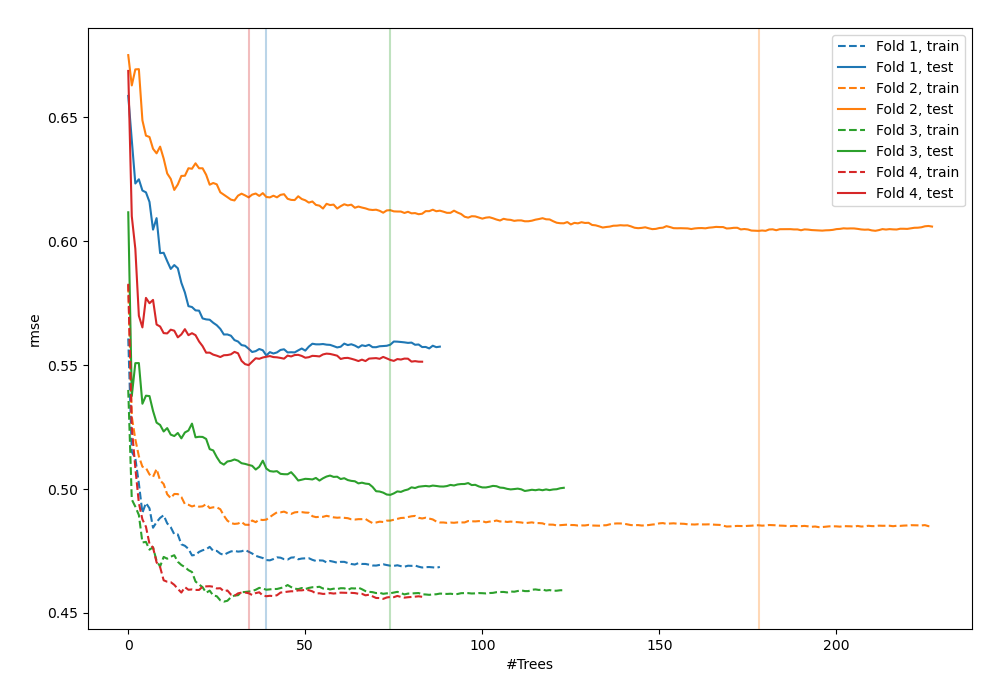 Fold 1, train
Fold 1, test
Fold 2, train
Fold 2, test
Fold 3, train
Fold 3, test
Fold 4, train
Fold 4, test
0.65
0.60
0.55
0.50
0.45
rmse
0 50 100 150 200
#Trees